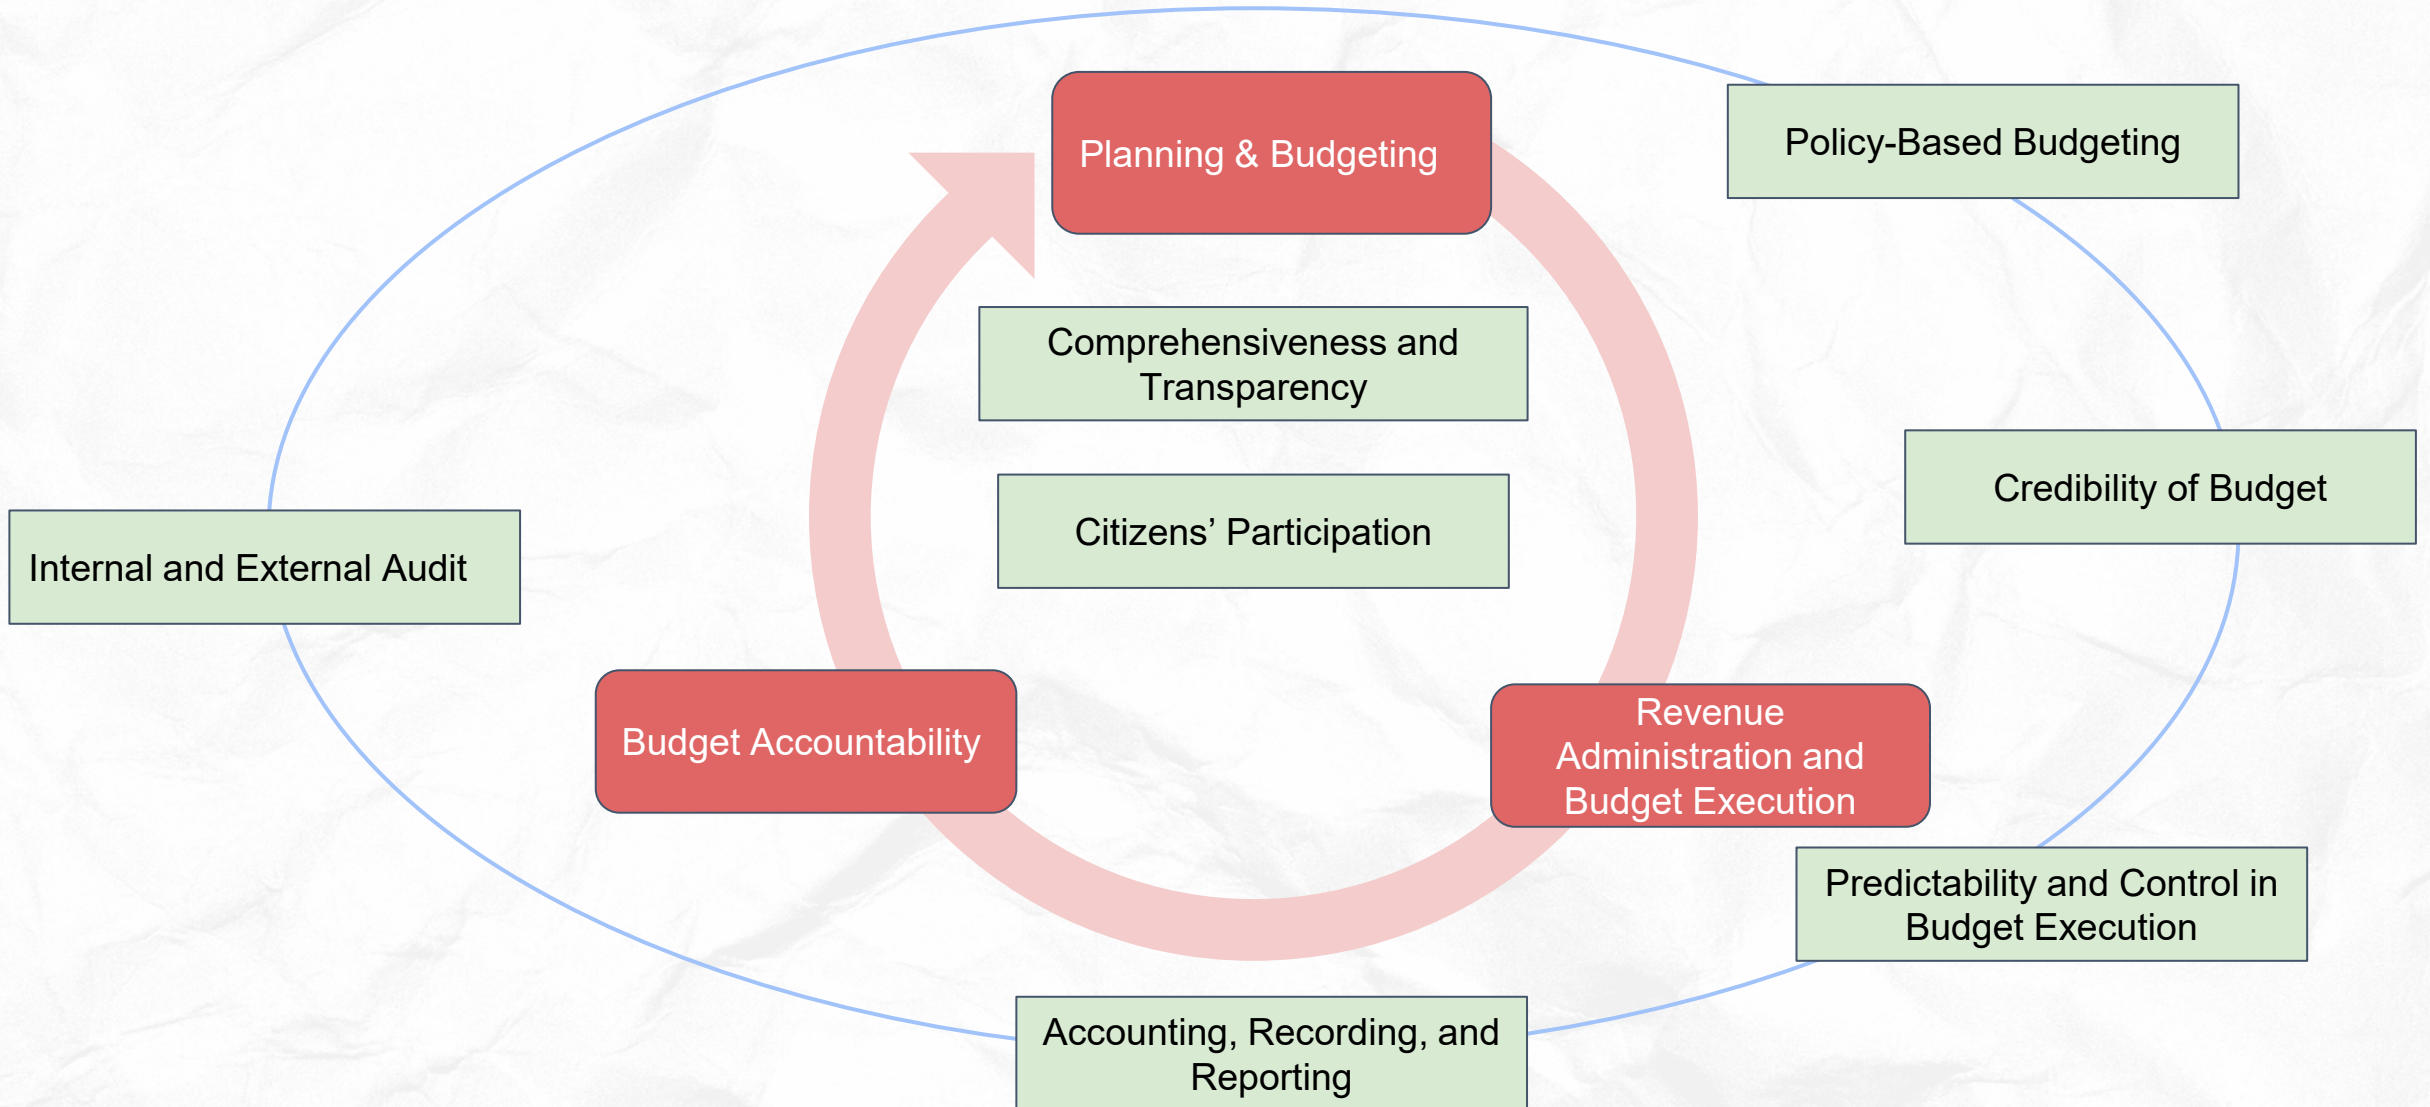 Planning & Budgeting
Policy-Based Budgeting
Comprehensiveness and
Transparency
Credibility of Budget
Citizens’ Participation
Internal and External Audit
Budget Accountability
Revenue
Administration and
Budget Execution
Predictability and Control in
Budget Execution
Accounting, Recording, and
Reporting